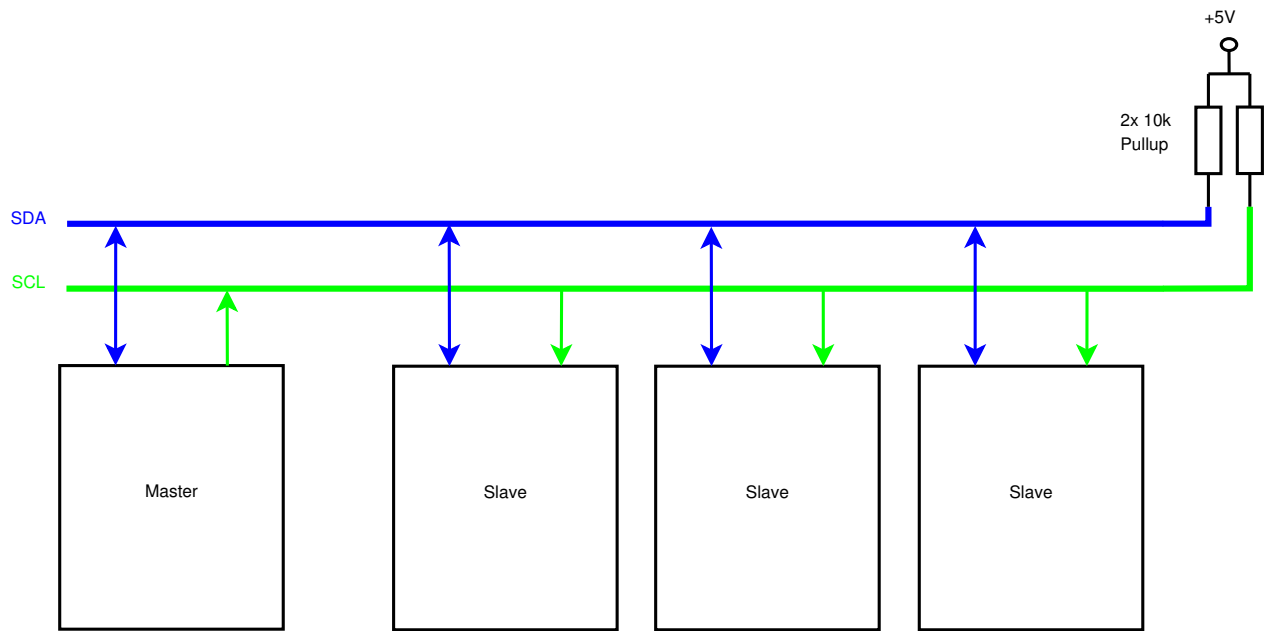 +5V
2x 10k
Pullup
SDA
SCL
Master
Slave
Slave
Slave